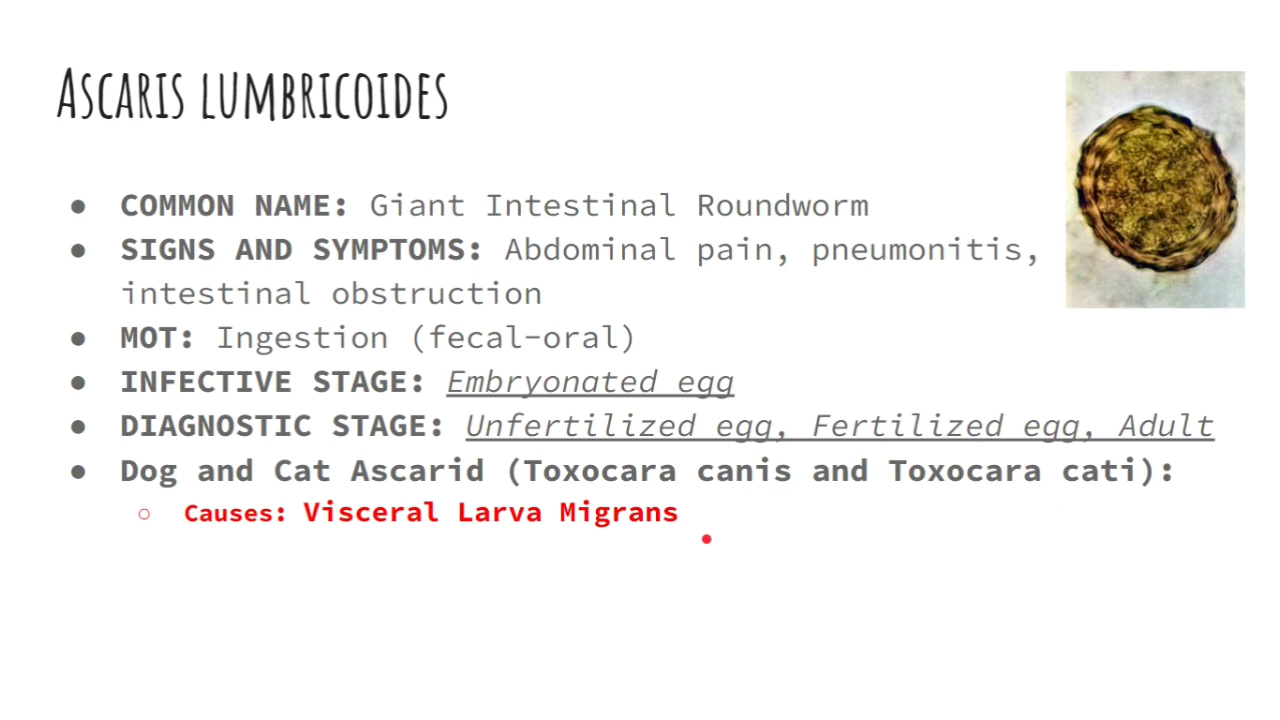 Ascaris lumbricoides
● COMMON NAME: Giant Intestinal Roundworm
● SIGNS AND SYMPTOMS: Abdominal pain, pneumonitis,
intestinal obstruction
● MOT: Ingestion (fecal-oral)
● INFECTIVE STAGE: Embryonated egg
● DIAGNOSTIC STAGE: Unfertilized egg, Fertilized egg, Adult
● Dog and Cat Ascarid (Toxocara canis and Toxocara cati):
○ Causes: Visceral Larva Migrans